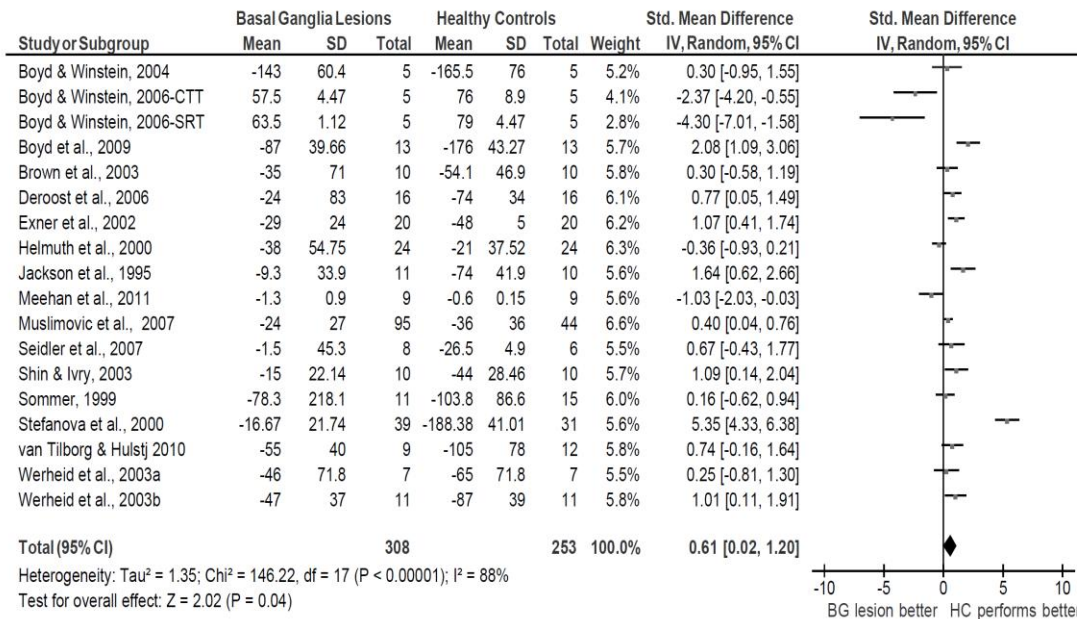 Basal Ganglia Lesions Healthy Controls Std. Mean Difference Std. Mean Difference
Study or Subgroup Mean SD Total Mean SD Total Weight IV, Random, 95% CI IV, Random, 95% CI
Boyd & Winstein, 2004 -143 60.4 5 -165.5 76 5 5.2% 0.30 [-0.95, 1.55]
Boyd & Winstein, 2006-CTT 57.5 4.47 5 76 8.9 5 4.1% -2.37 [-4.20, -0.55]
Boyd & Winstein, 2006-SRT 63.5 1.12 5 79 4.47 5 2.8% -4.30 [-7.01, -1.58]
Boyd et al., 2009 -87 39.66 13 -176 43.27 13 5.7% 2.08 [1.09, 3.06]
Brown et al., 2003 -35 71 10 -54.1 46.9 10 5.8% 0.30 [-0.58, 1.19]
Deroost et al., 2006 -24 83 16 -74 34 16 6.1% 0.77 [0.05, 1.49]
Exner et al., 2002 -29 24 20 -48 5 20 6.2% 1.07 [0.41, 1.74]
Helmuth et al., 2000 -38 54.75 24 -21 37.52 24 6.3% -0.36 [-0.93, 0.21]
Jackson et al., 1995 -9.3 33.9 11 -74 41.9 10 5.6% 1.64 [0.62, 2.66]
Meehan et al., 2011 -1.3 0.9 9 -0.6 0.15 9 5.6% -1.03 [-2.03, -0.03]
Muslimovic et al., 2007 -24 27 95 -36 36 44 6.6% 0.40 [0.04, 0.76]
Seidler et al., 2007 -1.5 45.3 8 -26.5 4.9 6 5.5% 0.67 [-0.43, 1.77]
Shin & Ivry, 2003 -15 22.14 10 -44 28.46 10 5.7% 1.09 [0.14, 2.04]
Sommer, 1999 -78.3 218.1 11 -103.8 86.6 15 6.0% 0.16 [-0.62, 0.94]
Stefanova et al., 2000 -16.67 21.74 39 -188.38 41.01 31 5.6% 5.35 [4.33, 6.38]
van Tilborg & Hulstj 2010 -55 40 9 -105 78 12 5.8% 0.74 [-0.16, 1.64]
Werheid et al., 2003a -46 71.8 7 -65 71.8 7 5.5% 0.25 [-0.81, 1.30]
Werheid et al., 2003b -47 37 11 -87 39 11 5.8% 1.01 [0.11, 1.91]
Total (95% CI) 308 253 100.0% 0.61 [0.02, 1.20]
Heterogeneity: Tau² = 1.35; Chi² = 146.22, df = 17 (P < 0.00001); I² = 88%
Test for overall effect: Z = 2.02 (P = 0.04)
-10 -5 0 5 10
BG lesion better HC performs better